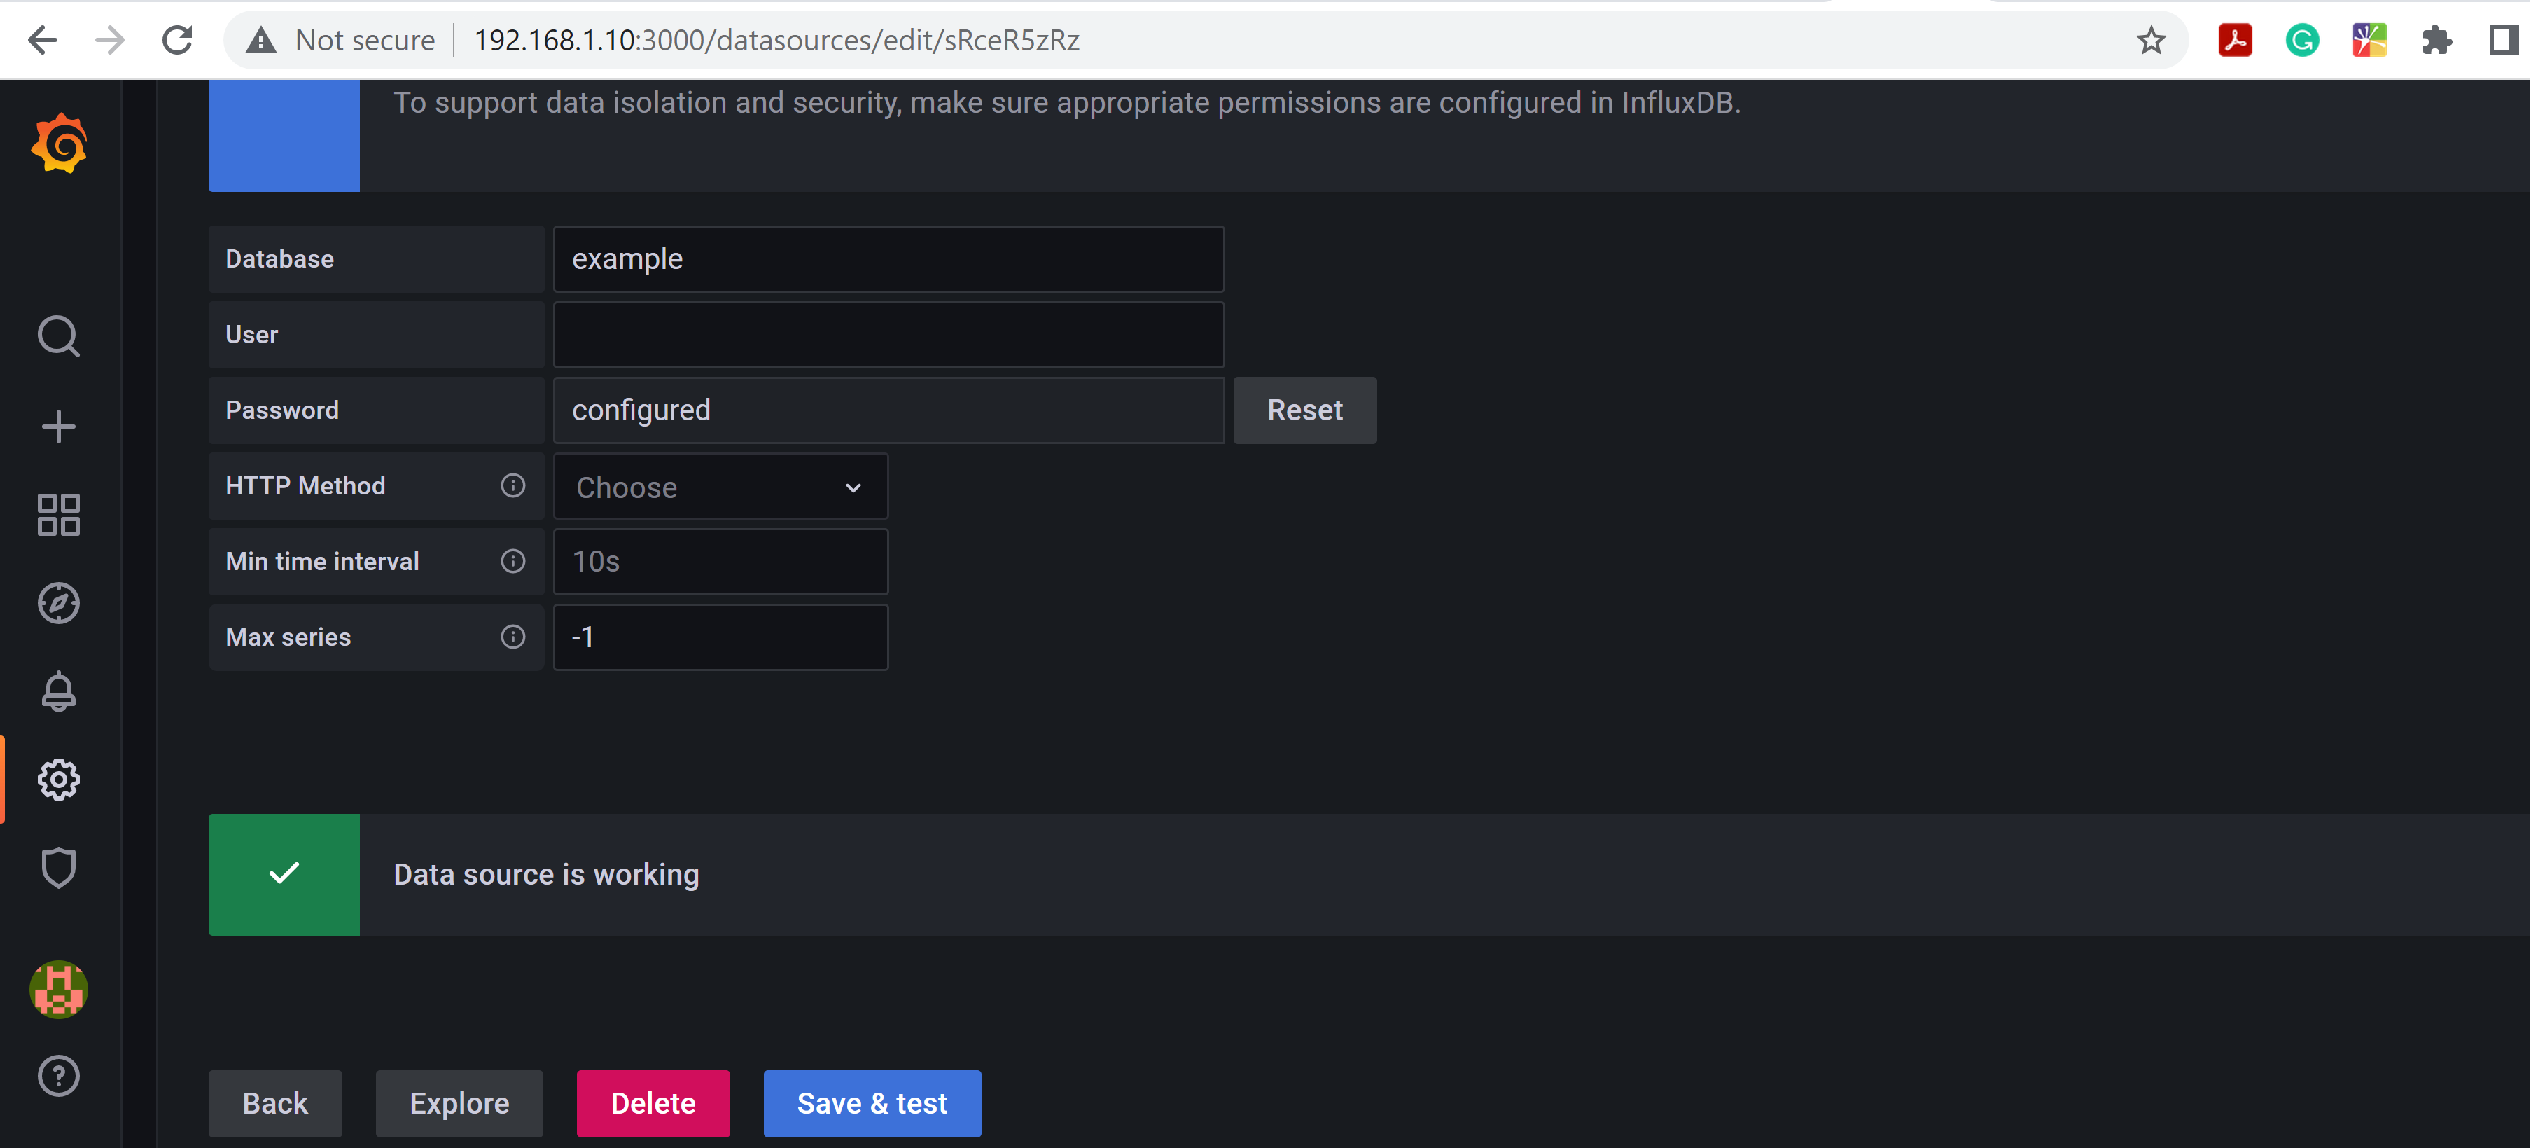 Not secure 192.168.1.10:3000/datasources/edit/sRceR5zRz
To support data isolation and security, make sure appropriate permissions are configured in InfluxDB.
Database example
User
Password configured Reset
HTTP Method Choose
Min time interval 10s
Max series -1
Data source is working
Back Explore Delete Save & test